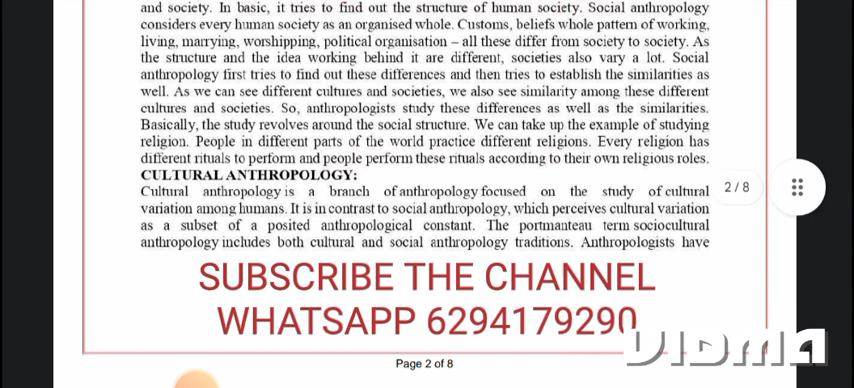 and society. In basic, it tries to find out the structure of human society. Social anthropology
considers every human society as an organised whole. Customs, beliefs whole pattern of working,
living, marrying, worshipping, political organisation – all these differ from society to society. As
the structure and the idea working behind it are different, societies also vary a lot. Social
anthropology first tries to find out these differences and then tries to establish the similarities as
well. As we can see different cultures and societies, we also see similarity among these different
cultures and societies. So, anthropologists study these differences as well as the similarities.
Basically, the study revolves around the social structure. We can take up the example of studying
religion. People in different parts of the world practice different religions. Every religion has
different rituals to perform and people perform these rituals according to their own religious roles.
CULTURAL ANTHROPOLOGY:
Cultural anthropology is a branch of anthropology focused on the study of cultural
variation among humans. It is in contrast to social anthropology, which perceives cultural variation
as a subset of a posited anthropological constant. The portmanteau term sociocultural
anthropology includes both cultural and social anthropology traditions. Anthropologists have
2 / 8
SUBSCRIBE THE CHANNEL
WHATSAPP 6294179290
VIDMA
Page 2 of 8